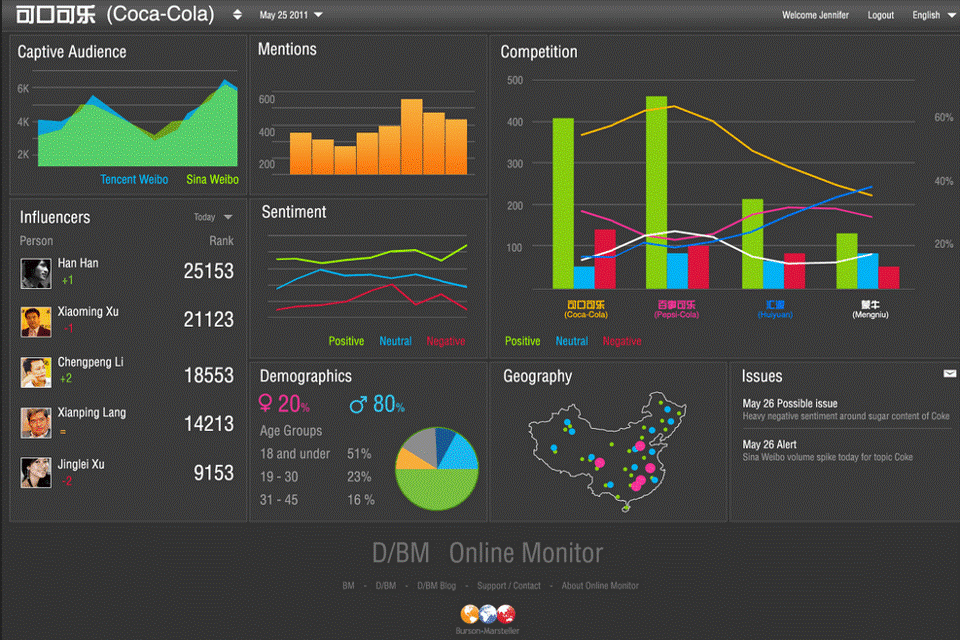 可口可乐 (Coca-Cola)
May 25 2011
Welcome Jennifer
Logout
English
Captive Audience
6K
4K
2K
Tencent Weibo
Sina Weibo
Mentions
600
400
200
Competition
500
400
300
200
100
60%
40%
20%
可口可乐
(Coca-Cola)
百事可乐
(Pepsi-Cola)
汇源
(Huiyuan)
蒙牛
(Mengniu)
Positive
Neutral
Negative
Influencers
Today
Person
Rank
Han Han
+1
25153
Xiaoming Xu
-1
21123
Chengpeng Li
+2
18553
Xianping Lang
=
14213
Jinglei Xu
-2
9153
Sentiment
Positive
Neutral
Negative
Demographics
♀ 20%
♂ 80%
Age Groups
18 and under 51%
19 - 30 23%
31 - 45 16 %
Geography
Issues
May 26 Possible issue
Heavy negative sentiment around sugar content of Coke
May 26 Alert
Sina Weibo volume spike today for topic Coke
D/BM Online Monitor
BM - D/BM - D/BM Blog - Support / Contact - About Online Monitor
Burson-Marsteller